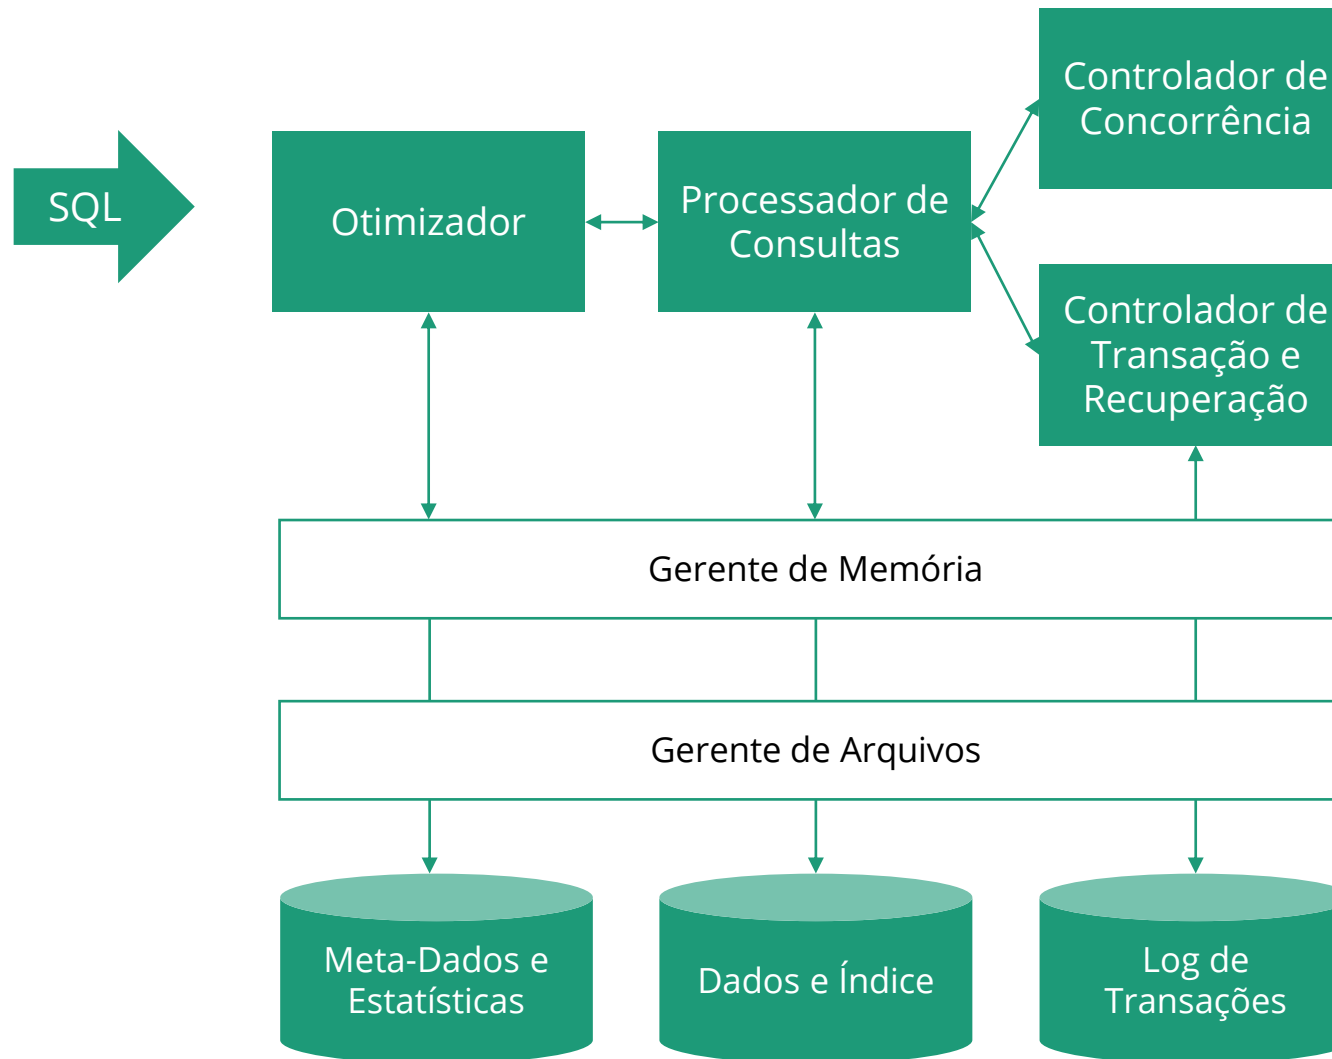 SQL
Otimizador
Processador de
Consultas
Controlador de
Concorrência
Controlador de
Transação e
Recuperação
Gerente de Memória
Gerente de Arquivos
Meta-Dados e
Estatísticas
Dados e Índice
Log de
Transações